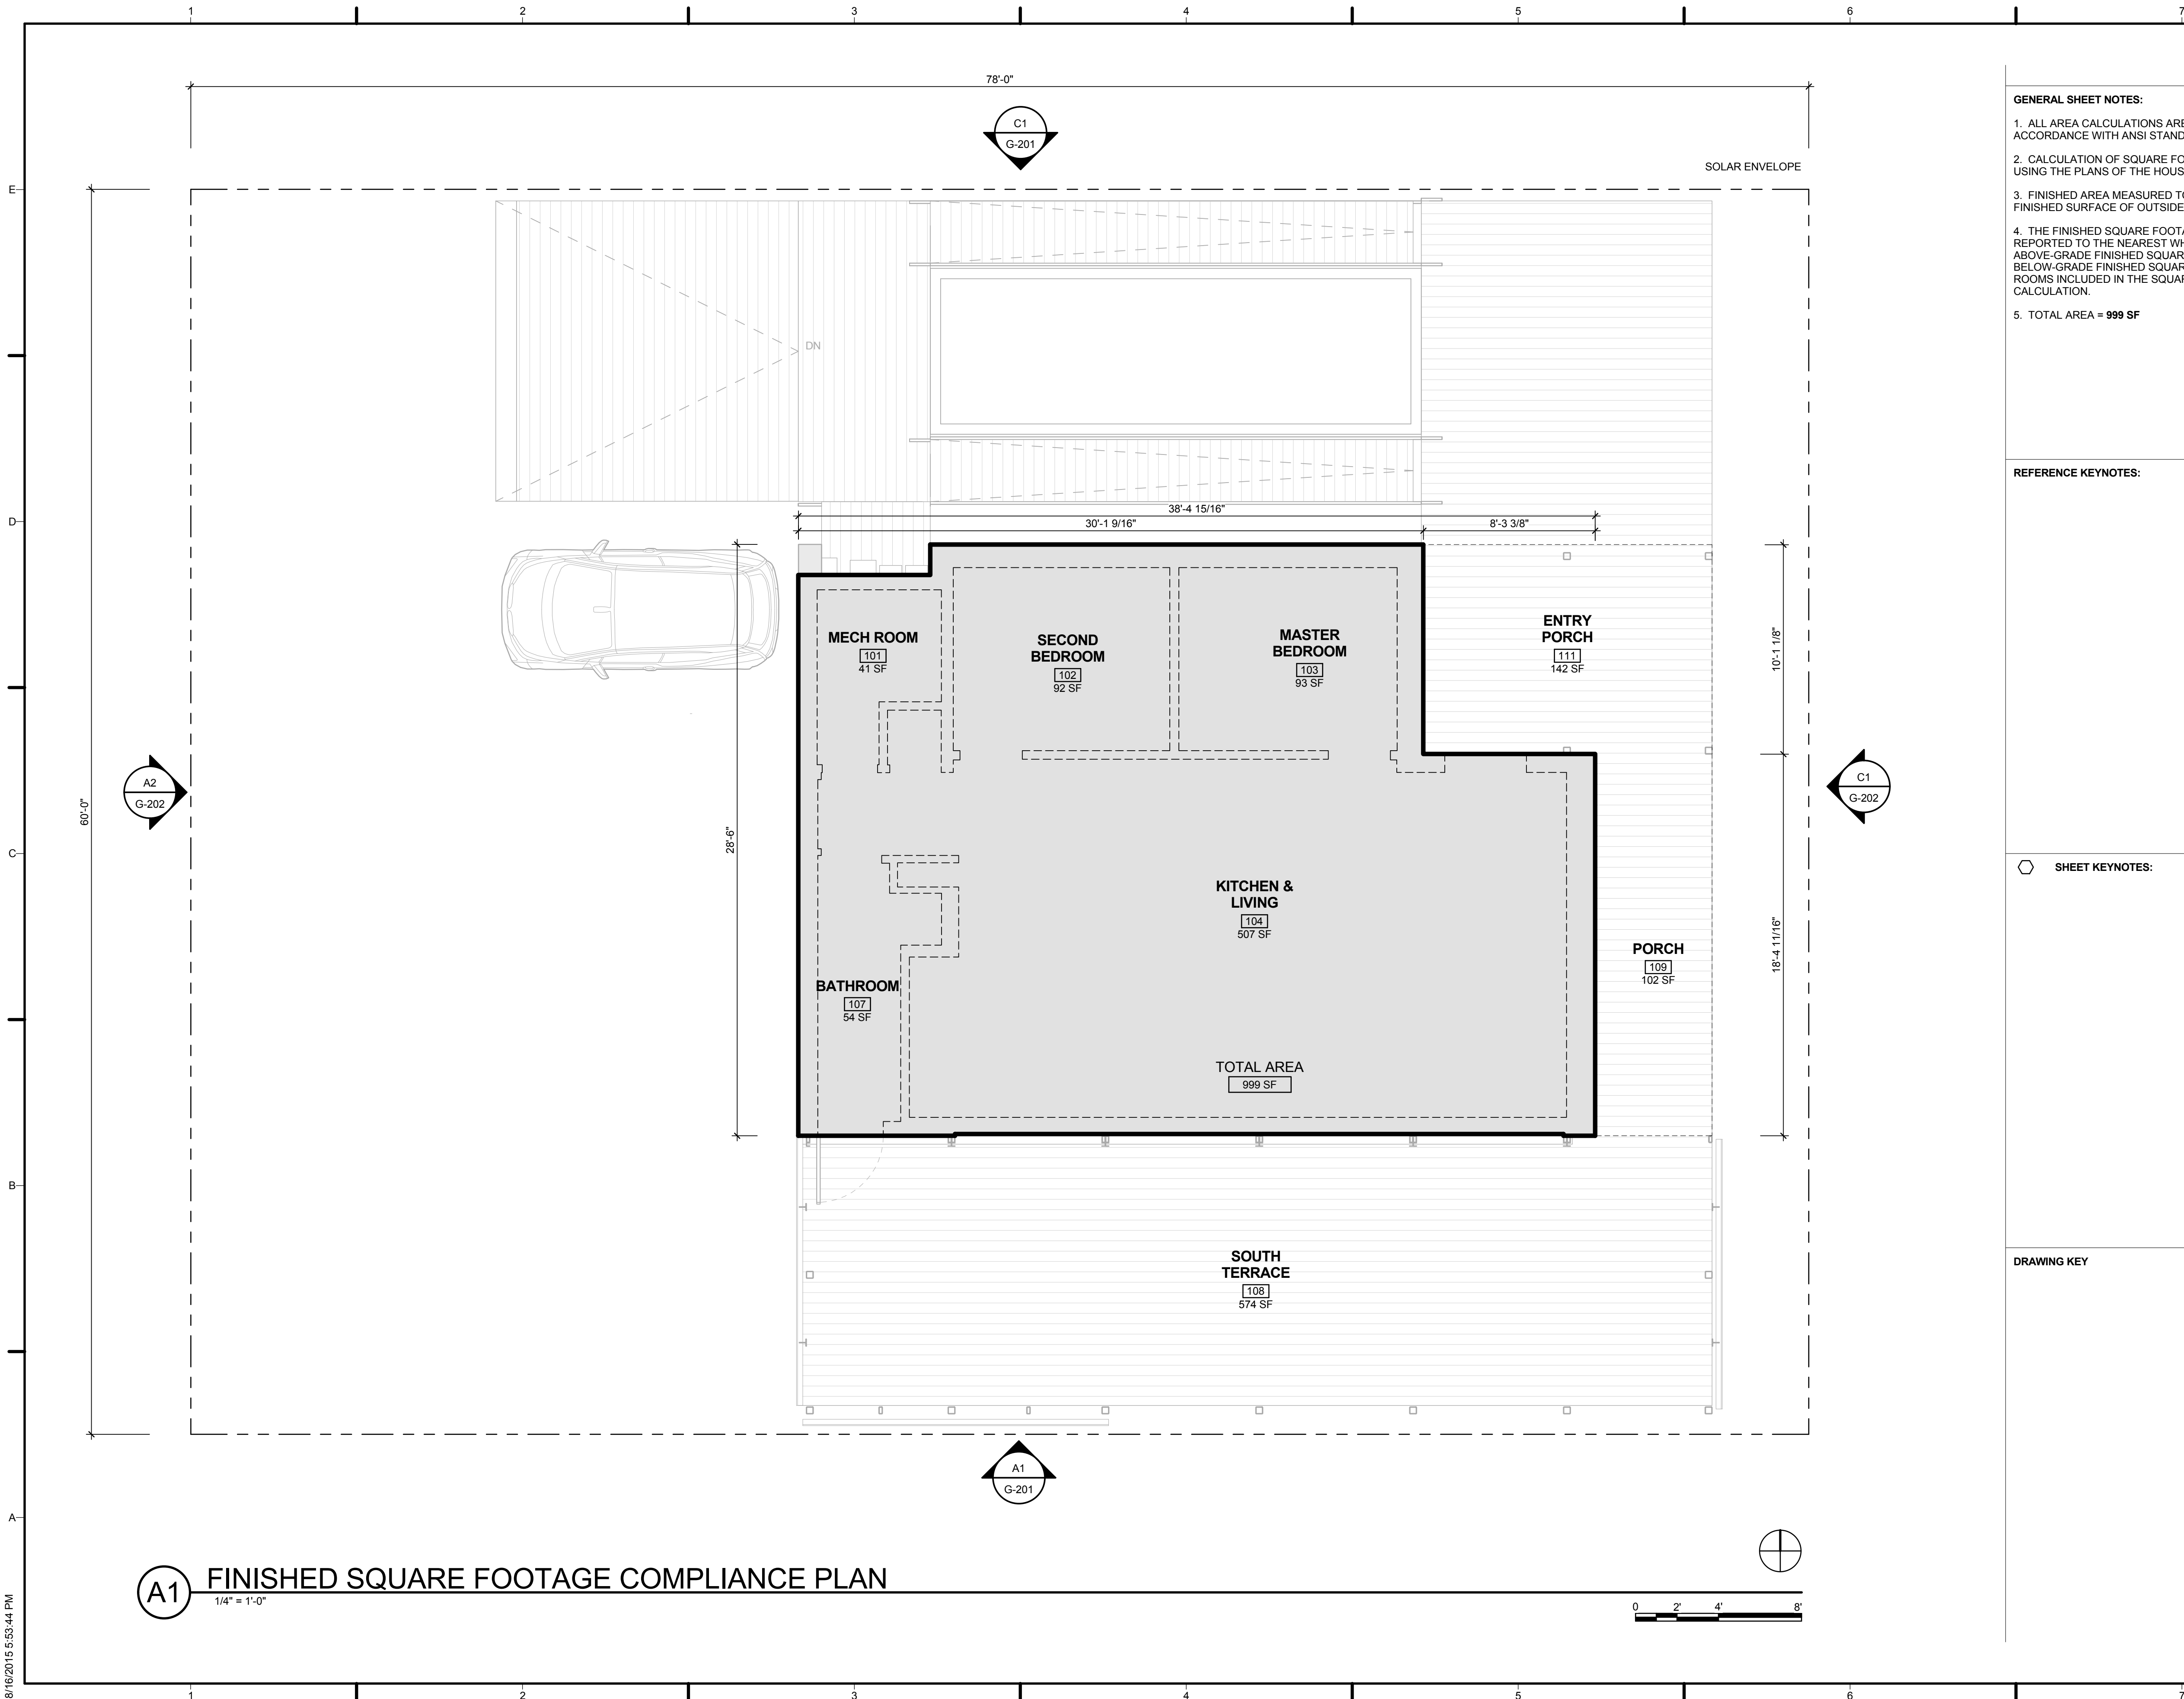 1 2 3 4 5 6 7
78'-0"
C1
G-201
SOLAR ENVELOPE
E
DN
D
38'-4 15/16"
30'-1 9/16"
8'-3 3/8"
MECH ROOM
101
41 SF
SECOND
BEDROOM
102
92 SF
MASTER
BEDROOM
103
93 SF
ENTRY
PORCH
111
142 SF
10'-1 1/8"
A2
G-202
60'-0"
28'-6"
C1
G-202
C
KITCHEN &
LIVING
104
507 SF
PORCH
109
102 SF
18'-4 11/16"
BATHROOM
107
54 SF
TOTAL AREA
999 SF
B
SOUTH
TERRACE
108
574 SF
A1
G-201
A
A1
FINISHED SQUARE FOOTAGE COMPLIANCE PLAN
1/4" = 1'-0"
0 2' 4' 8'
8/16/2015 5:53:44 PM
1 2 3 4 5 6 7
GENERAL SHEET NOTES:
1. ALL AREA CALCULATIONS ARE
ACCORDANCE WITH ANSI STAND
2. CALCULATION OF SQUARE FO
USING THE PLANS OF THE HOUS
3. FINISHED AREA MEASURED TO
FINISHED SURFACE OF OUTSIDE
4. THE FINISHED SQUARE FOOTA
REPORTED TO THE NEAREST WH
ABOVE-GRADE FINISHED SQUAR
BELOW-GRADE FINISHED SQUAR
ROOMS INCLUDED IN THE SQUAR
CALCULATION.
5. TOTAL AREA = 999 SF
REFERENCE KEYNOTES:
SHEET KEYNOTES:
DRAWING KEY